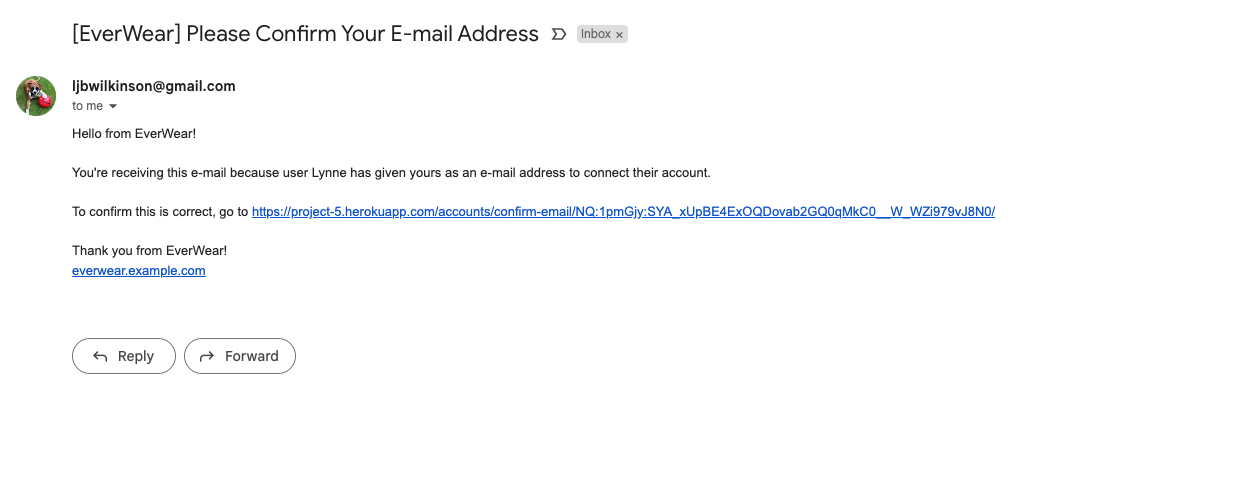 [EverWear] Please Confirm Your E-mail Address Inbox ×
ljbwilkinson@gmail.com
to me
Hello from EverWear!
You're receiving this e-mail because user Lynne has given yours as an e-mail address to connect their account.
To confirm this is correct, go to https://project-5.herokuapp.com/accounts/confirm-email/NQ:1pmGjy:SYA_xUpBE4ExOQDovab2GQ0qMkC0__W_WZi979vJ8N0/
Thank you from EverWear!
everwear.example.com
Reply Forward